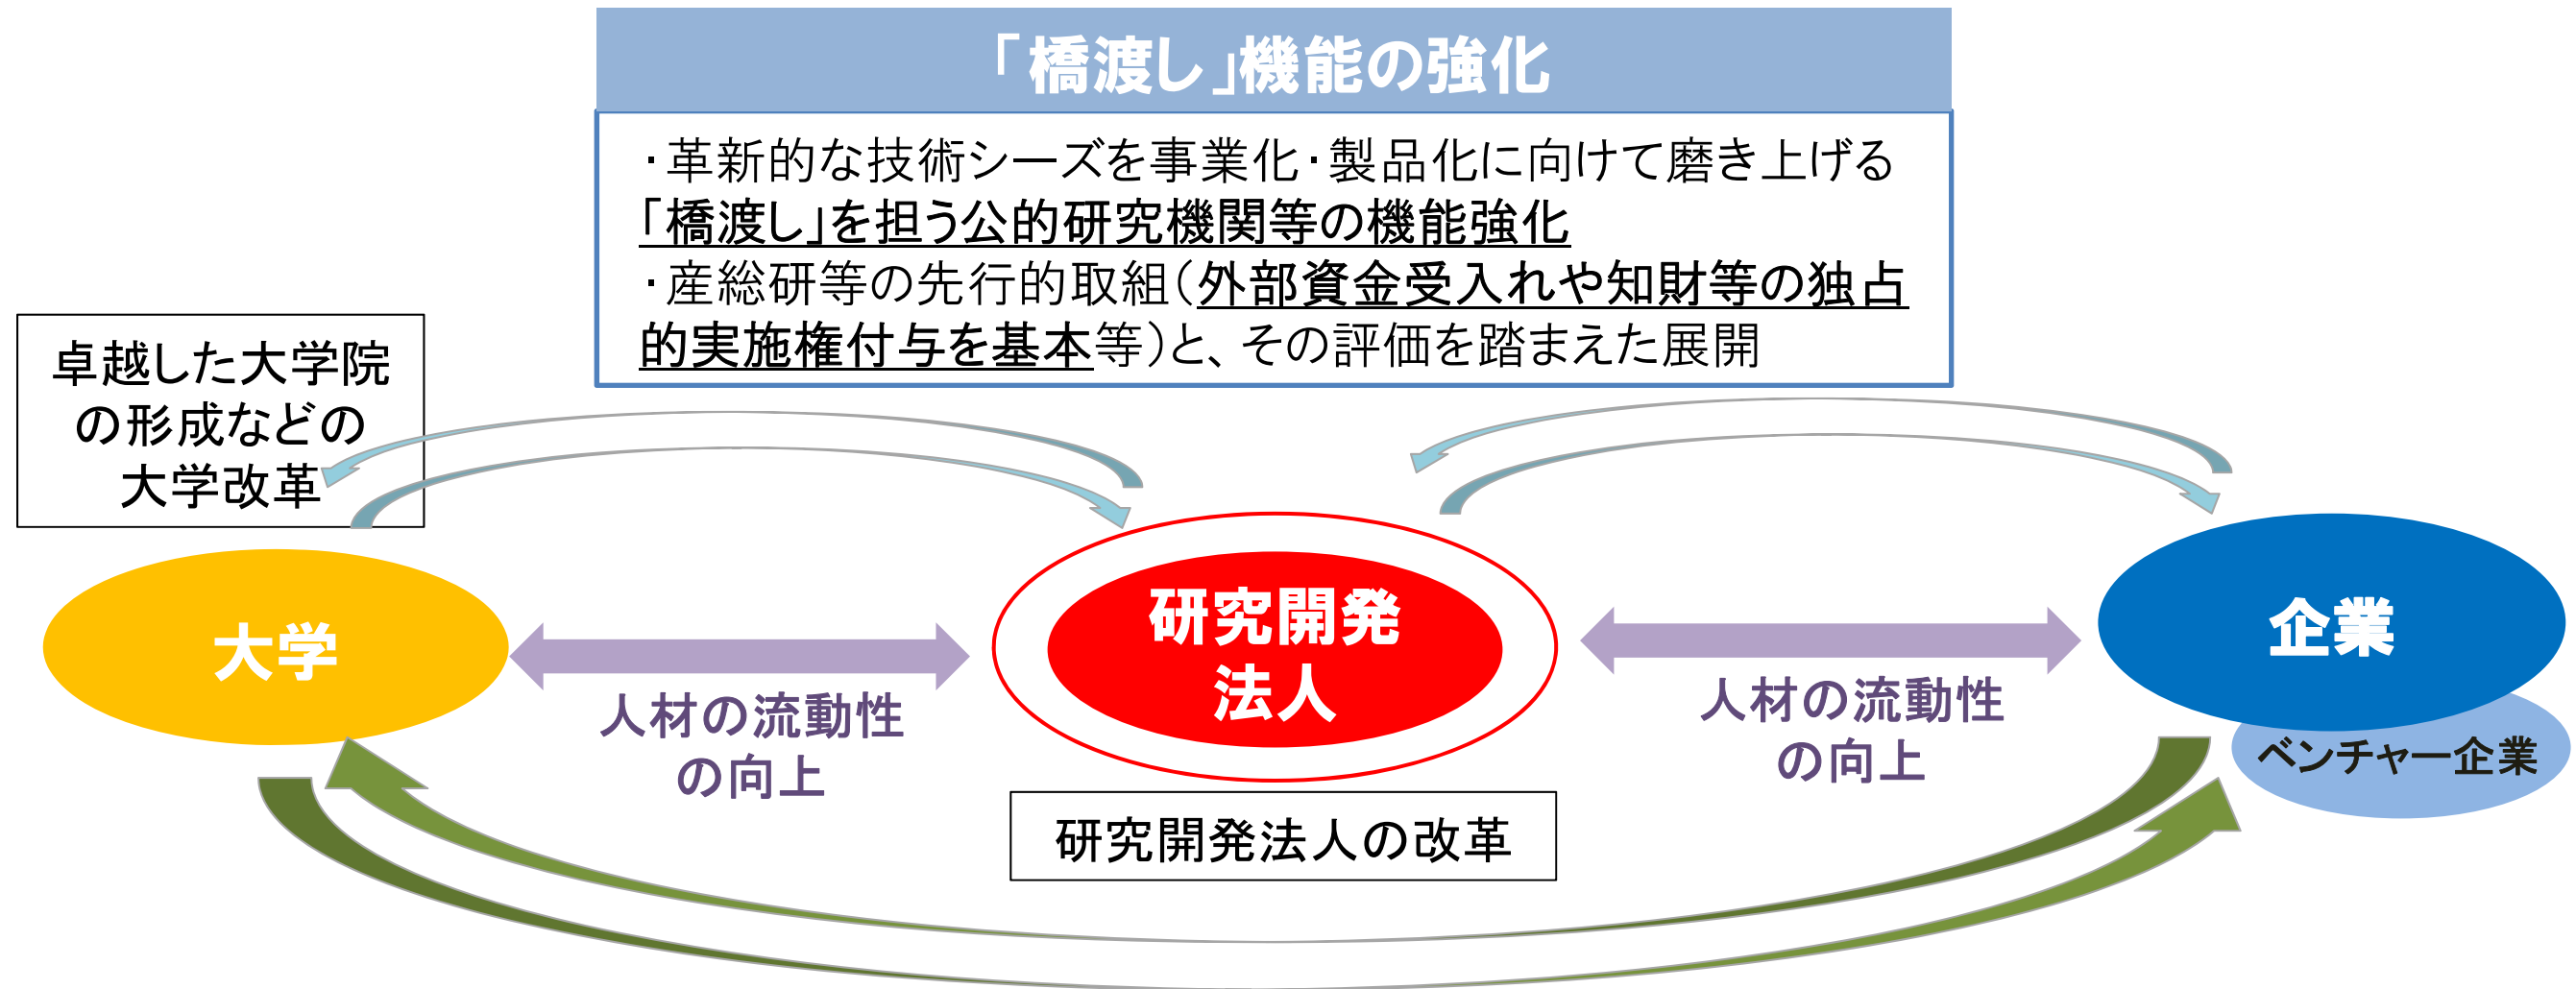 「橋渡し」機能の強化
・革新的な技術シーズを事業化・製品化に向けて磨き上げる
「橋渡し」を担う公的研究機関等の機能強化
・産総研等の先行的取組(外部資金受入れや知財等の独占
的実施権付与を基本等)と、その評価を踏まえた展開
卓越した大学院
の形成などの
大学改革
大学
人材の流動性
の向上
研究開発
法人
研究開発法人の改革
人材の流動性
の向上
企業
ベンチャー企業